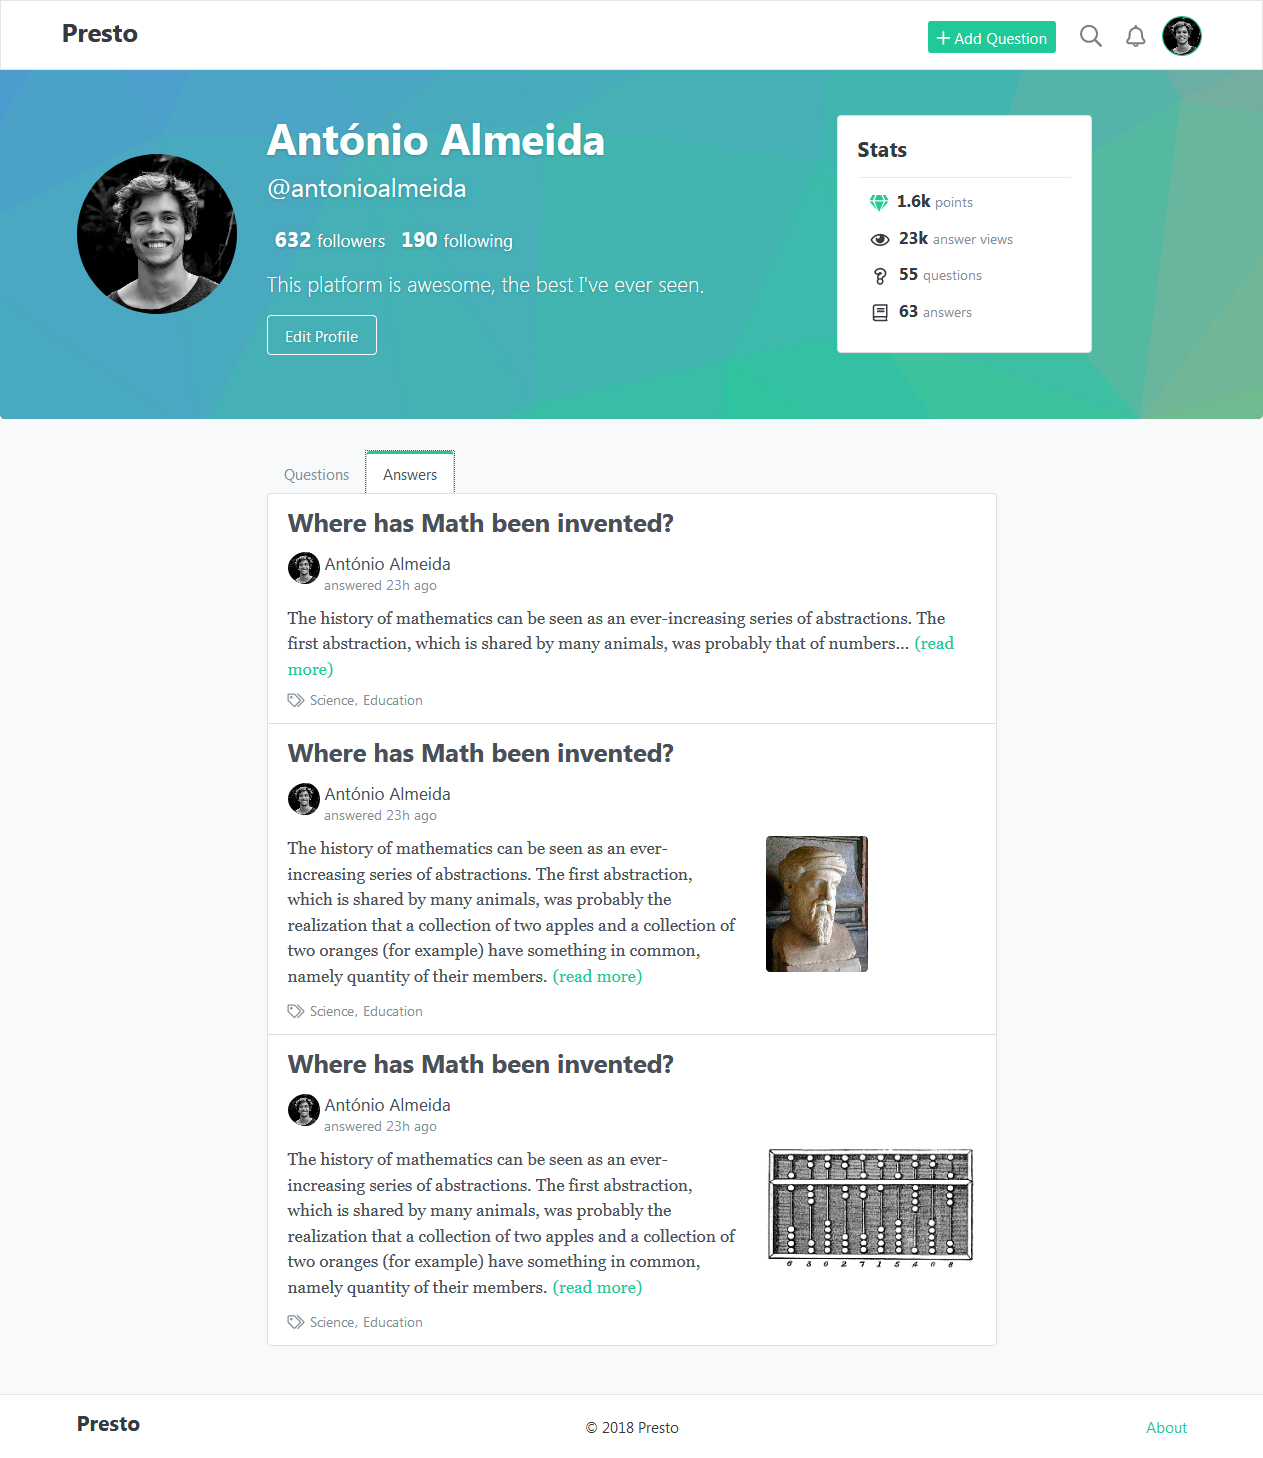 Presto
Add Question
António Almeida
@antonioalmeida
632 followers 190 following
This platform is awesome, the best I've ever seen.
Edit Profile
Stats
1.6k points
23k answer views
55 questions
63 answers
Questions
Answers
Where has Math been invented?
António Almeida
answered 23h ago
The history of mathematics can be seen as an ever-increasing series of abstractions. The
first abstraction, which is shared by many animals, was probably that of numbers... (read
more)
Science, Education
Where has Math been invented?
António Almeida
answered 23h ago
The history of mathematics can be seen as an ever-
increasing series of abstractions. The first abstraction,
which is shared by many animals, was probably the
realization that a collection of two apples and a collection of
two oranges (for example) have something in common,
namely quantity of their members. (read more)
Science, Education
Where has Math been invented?
António Almeida
answered 23h ago
The history of mathematics can be seen as an ever-
increasing series of abstractions. The first abstraction,
which is shared by many animals, was probably the
realization that a collection of two apples and a collection of
two oranges (for example) have something in common,
namely quantity of their members. (read more)
6 3 0 2 7 1 5 4 0 8
Science, Education
Presto
© 2018 Presto
About